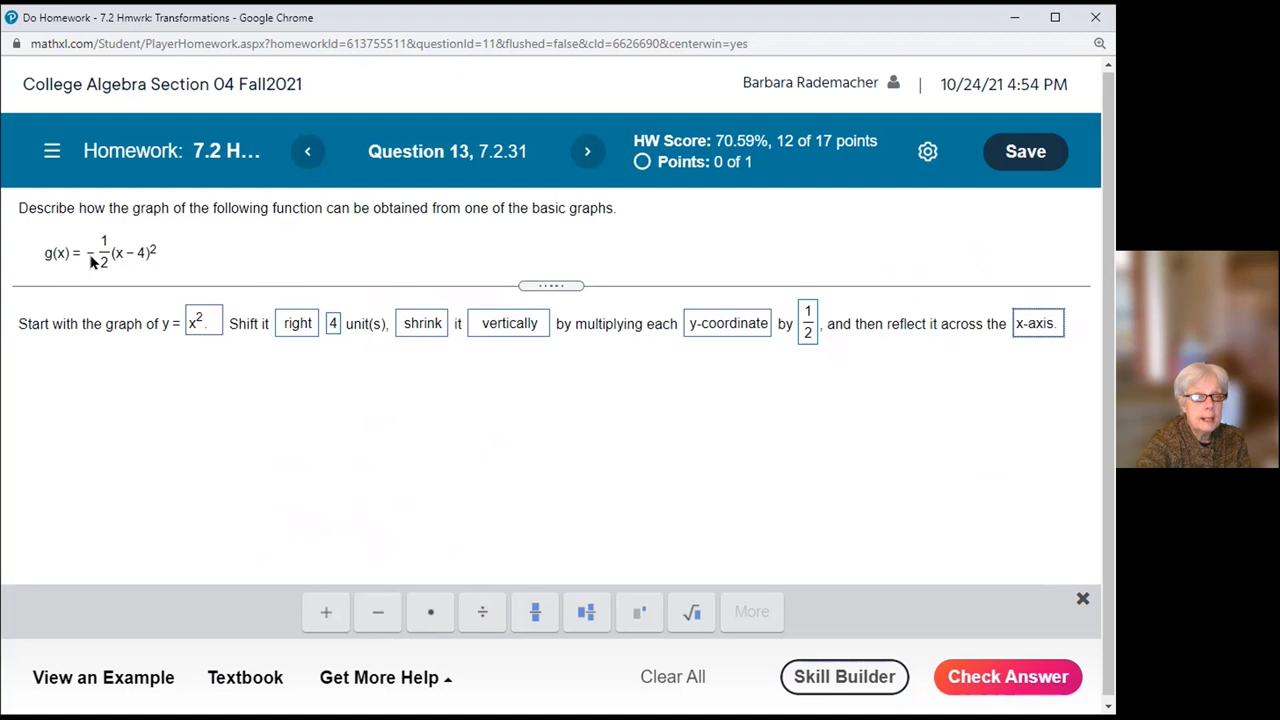 Do Homework - 7.2 Hmwrk: Transformations - Google Chrome
mathxl.com/Student/PlayerHomework.aspx?homeworkId=613755511&questionId=11&flushed=false&cId=6626690&centerwin=yes
College Algebra Section 04 Fall2021
Barbara Rademacher | 10/24/21 4:54 PM
Homework: 7.2 H...
Question 13, 7.2.31
HW Score: 70.59%, 12 of 17 points
Points: 0 of 1
Save
Describe how the graph of the following function can be obtained from one of the basic graphs.
g(x) = -1/2(x - 4)²
Start with the graph of y = x². Shift it right 4 unit(s), shrink it vertically by multiplying each y-coordinate by 1/2, and then reflect it across the x-axis.
+ − • ÷ √ More
View an Example Textbook Get More Help Clear All Skill Builder Check Answer